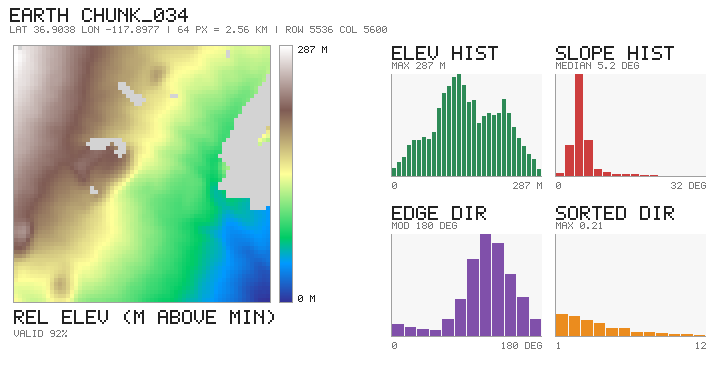 EARTH CHUNK_034
LAT 36.9038 LON -117.8977 | 64 PX = 2.56 KM | ROW 5536 COL 5600
287 M
0 M
REL ELEV (M ABOVE MIN)
VALID 92%
ELEV HIST
MAX 287 M
0 287 M
SLOPE HIST
MEDIAN 5.2 DEG
0 32 DEG
EDGE DIR
MOD 180 DEG
0 180 DEG
SORTED DIR
MAX 0.21
1 12